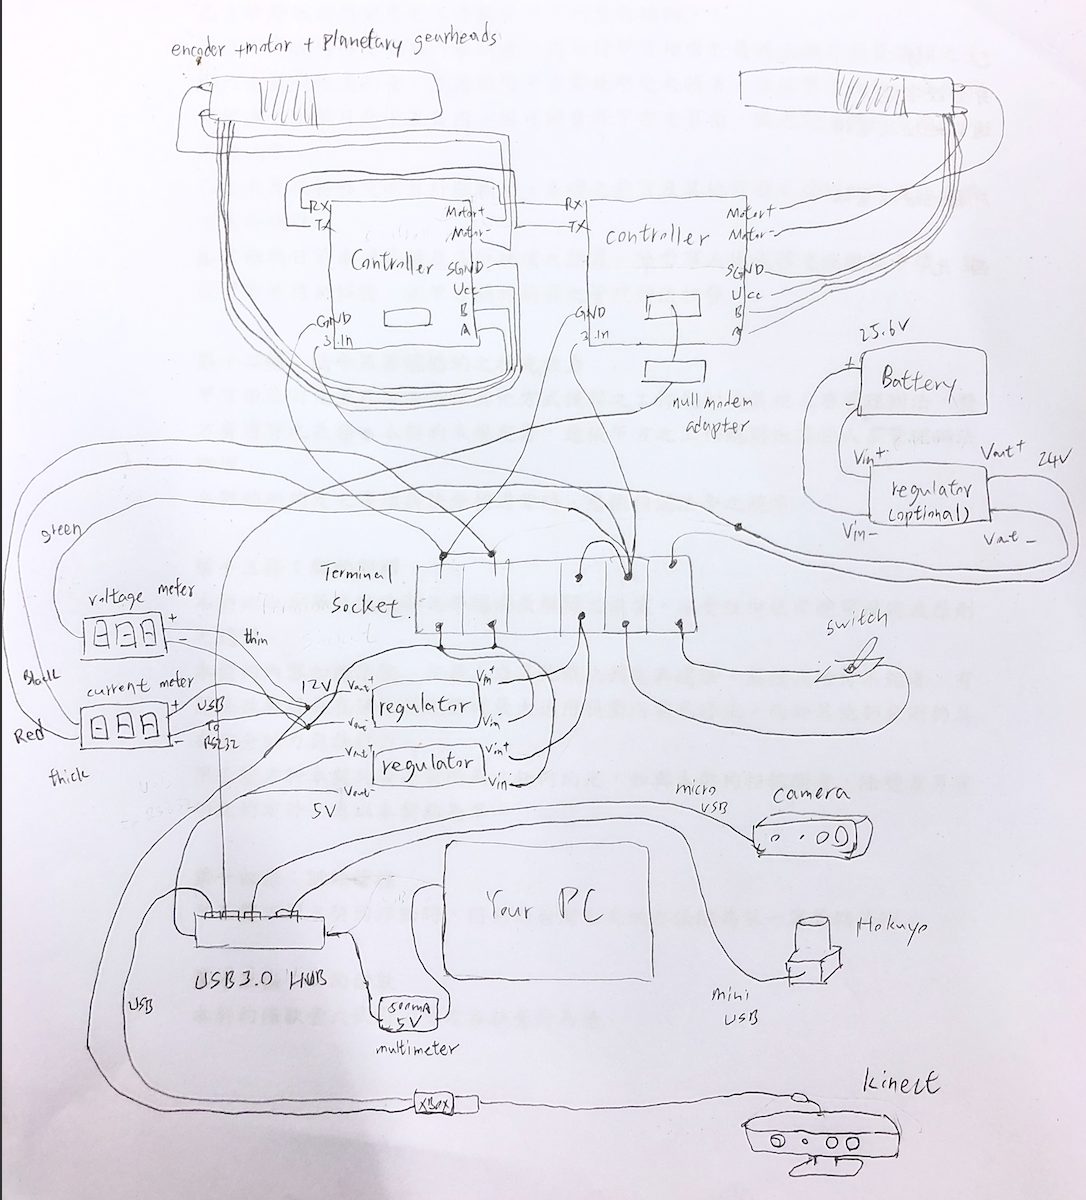 encoder +motor + planetary gearheads
RX
TX
Motor+
Motor-
Controller
SGND
Vcc
B
A
GND
3.In
RX
TX
controller
Motor+
Motor-
SGND
Vcc
B
A
GND
3.In
null modem
adapter
25.6V
+
Battery
-
Vin+
Vout+
24V
regulator
(optional)
Vin-
Vout-
green
Terminal
Socket.
voltage meter
+
-
888
thin
switch
Black
current meter
+
-
888
USB
To
RS232
Red
thick
12V
Vout+
Vin+
regulator
Vout-
Vin-
Vout+
Vin+
regulator
Vout-
Vin-
5V
micro
USB
camera
Your PC
Hokuyo
USB3.0 HUB
USB
500mA
5V
multimeter
mini
USB
XBOX
kinect